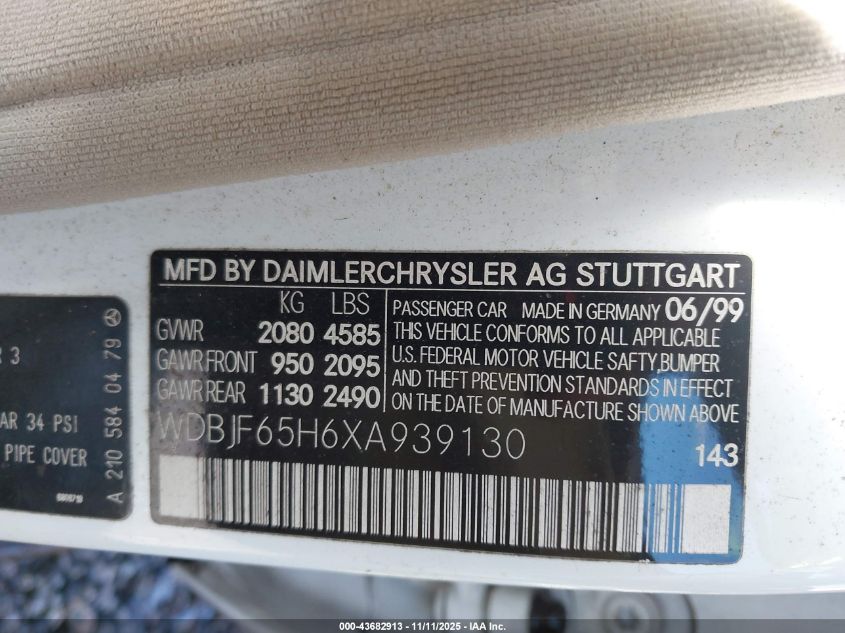 MFD BY DAIMLERCHRYSLER AG STUTTGART
KG LBS
GVWR 2080 4585
GAWR FRONT 950 2095
GAWR REAR 1130 2490
PASSENGER CAR MADE IN GERMANY 06/99
THIS VEHICLE CONFORMS TO ALL APPLICABLE
U.S. FEDERAL MOTOR VEHICLE SAFTY,BUMPER
AND THEFT PREVENTION STANDARDS IN EFFECT
ON THE DATE OF MANUFACTURE SHOWN ABOVE
WDBJF65H6XA939130
143
R 3
AR 34 PSI
PIPE COVER
A 210 584 04 79
000-43682913 - 11/11/2025 - IAA Inc.